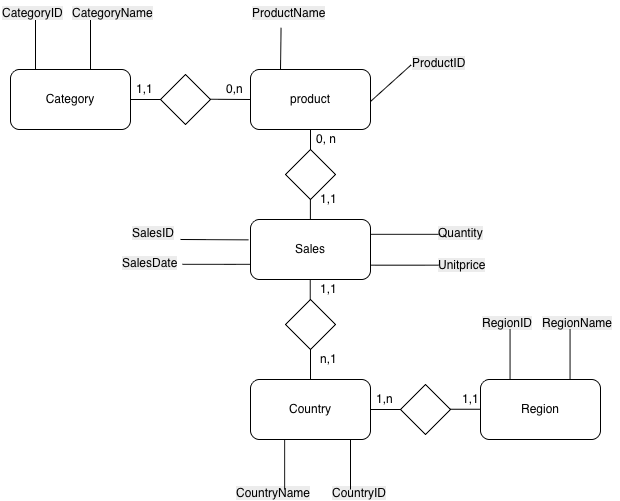 CategoryID CategoryName ProductName
ProductID
Category 1,1 0,n product
0, n
1,1
SalesID Quantity
Sales
SalesDate Unitprice
1,1
RegionID RegionName
n,1
Country 1,n 1,1 Region
CountryName CountryID